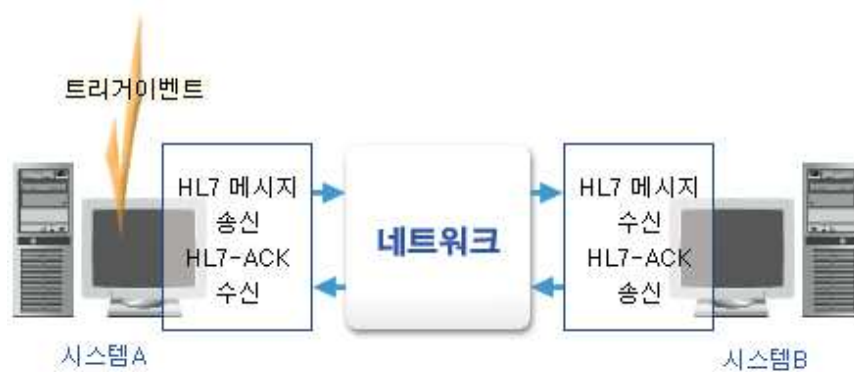 트리거이벤트
HL7 메시지
송신
HL7-ACK
수신
네트워크
HL7 메시지
수신
HL7-ACK
송신
시스템A
시스템B